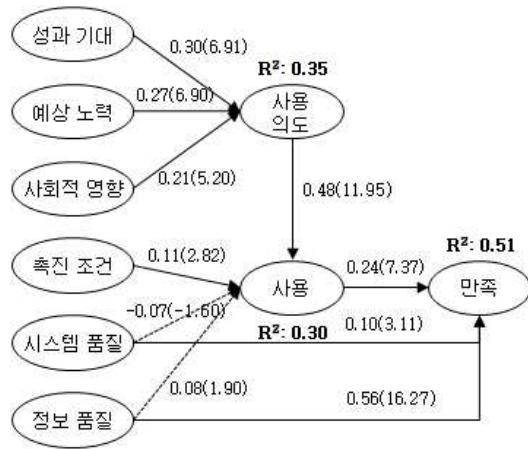 성과 기대
0.30(6.91)
R²: 0.35
예상 노력
0.27(6.90)
사용
의도
사회적 영향
0.21(5.20)
0.48(11.95)
촉진 조건
0.11(2.82)
R²: 0.51
사용
0.24(7.37)
만족
-0.07(-1.60)
시스템 품질
R²: 0.30
0.10(3.11)
0.08(1.90)
정보 품질
0.56(16.27)